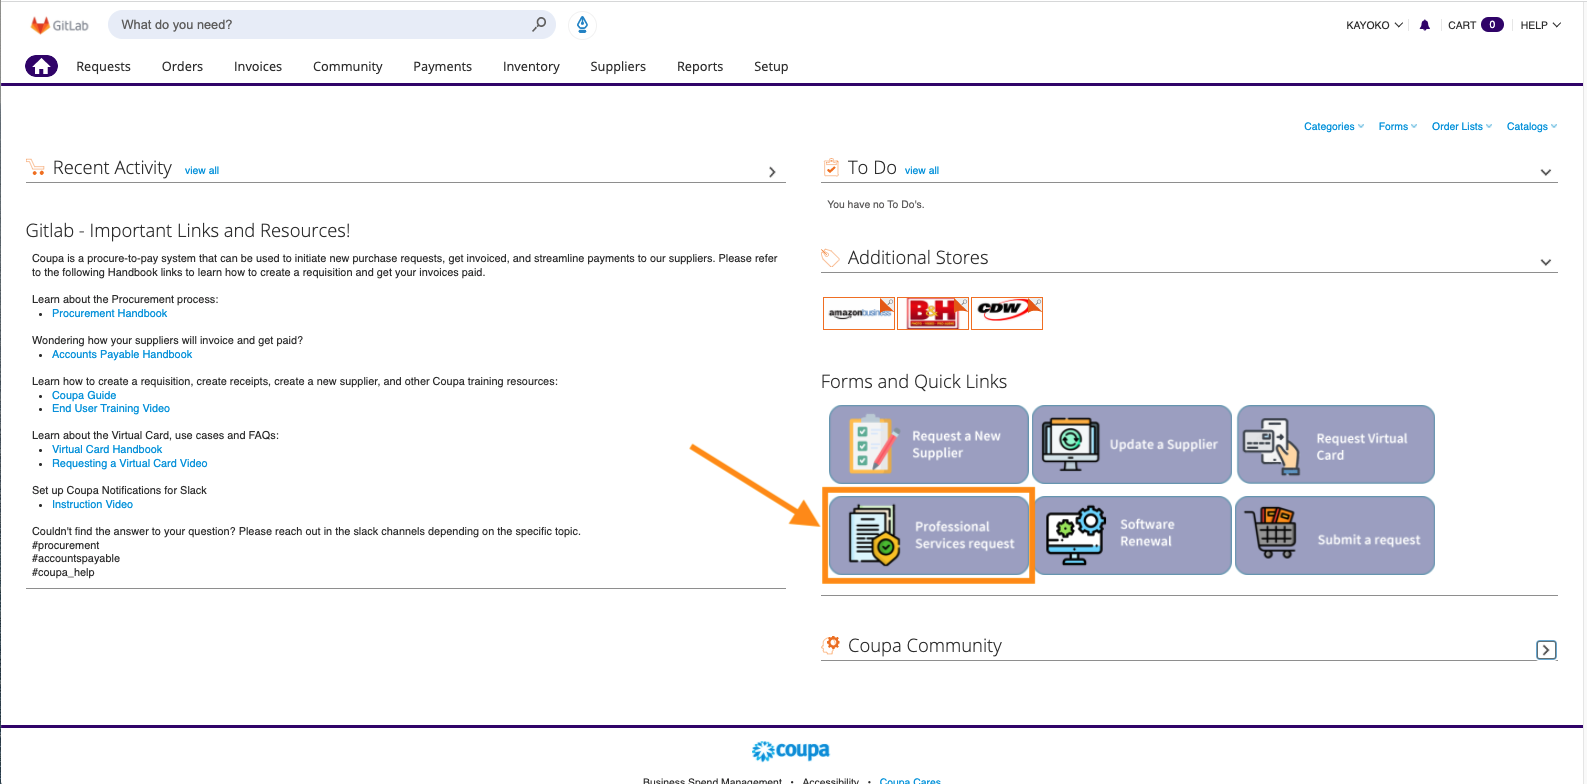 GitLab
What do you need?
KAYOKO
CART 0
HELP
Requests Orders Invoices Community Payments Inventory Suppliers Reports Setup
Categories Forms Order Lists Catalogs
Recent Activity view all
Gitlab - Important Links and Resources!
Coupa is a procure-to-pay system that can be used to initiate new purchase requests, get invoiced, and streamline payments to our suppliers. Please refer
to the following Handbook links to learn how to create a requisition and get your invoices paid.
Learn about the Procurement process:
• Procurement Handbook
Wondering how your suppliers will invoice and get paid?
• Accounts Payable Handbook
Learn how to create a requisition, create receipts, create a new supplier, and other Coupa training resources:
• Coupa Guide
• End User Training Video
Learn about the Virtual Card, use cases and FAQs:
• Virtual Card Handbook
• Requesting a Virtual Card Video
Set up Coupa Notifications for Slack
• Instruction Video
Couldn't find the answer to your question? Please reach out in the slack channels depending on the specific topic.
#procurement
#accountspayable
#coupa_help
To Do view all
You have no To Do's.
Additional Stores
amazonbusiness
B&H
CDW
Forms and Quick Links
Request a New
Supplier
Update a Supplier
Request Virtual
Card
Professional
Services request
Software
Renewal
Submit a request
Coupa Community
coupa
Business Spend Management • Accessibility • Coupa Cares